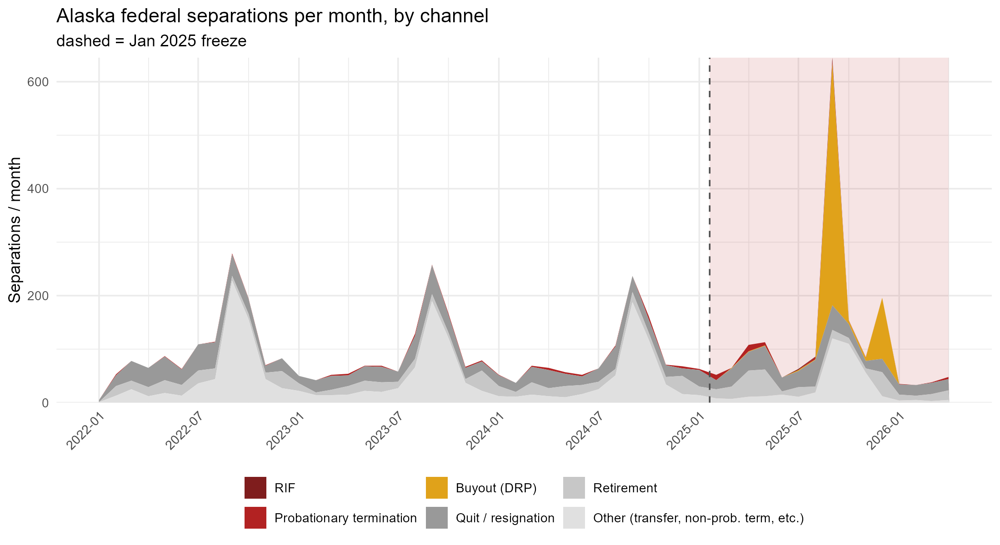 Alaska federal separations per month, by channel
dashed = Jan 2025 freeze
Separations / month
600
400
200
0
2022-01
2022-07
2023-01
2023-07
2024-01
2024-07
2025-01
2025-07
2026-01
RIF
Buyout (DRP)
Retirement
Probationary termination
Quit / resignation
Other (transfer, non-prob. term, etc.)